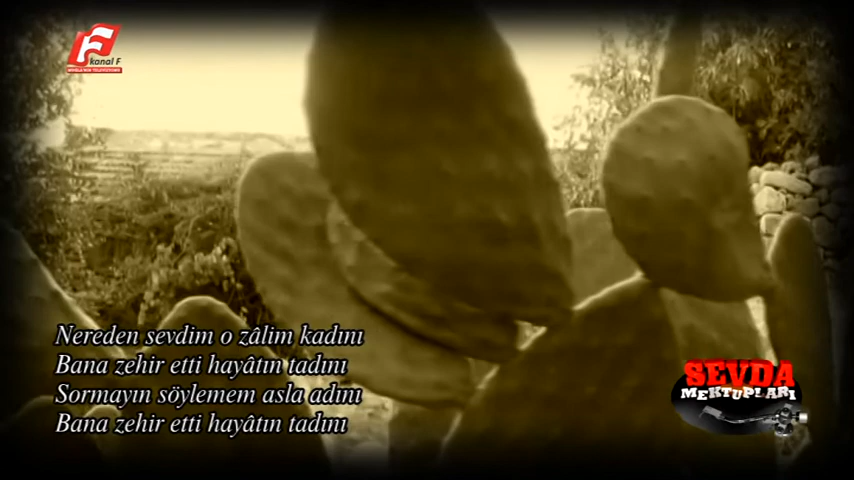 F
kanal F
Nereden sevdim o zâlim kadını
Bana zehir etti hayâtın tadını
Sormayın söylemem asla adını
Bana zehir etti hayâtın tadını
SEVDA
MEKTUPLARI